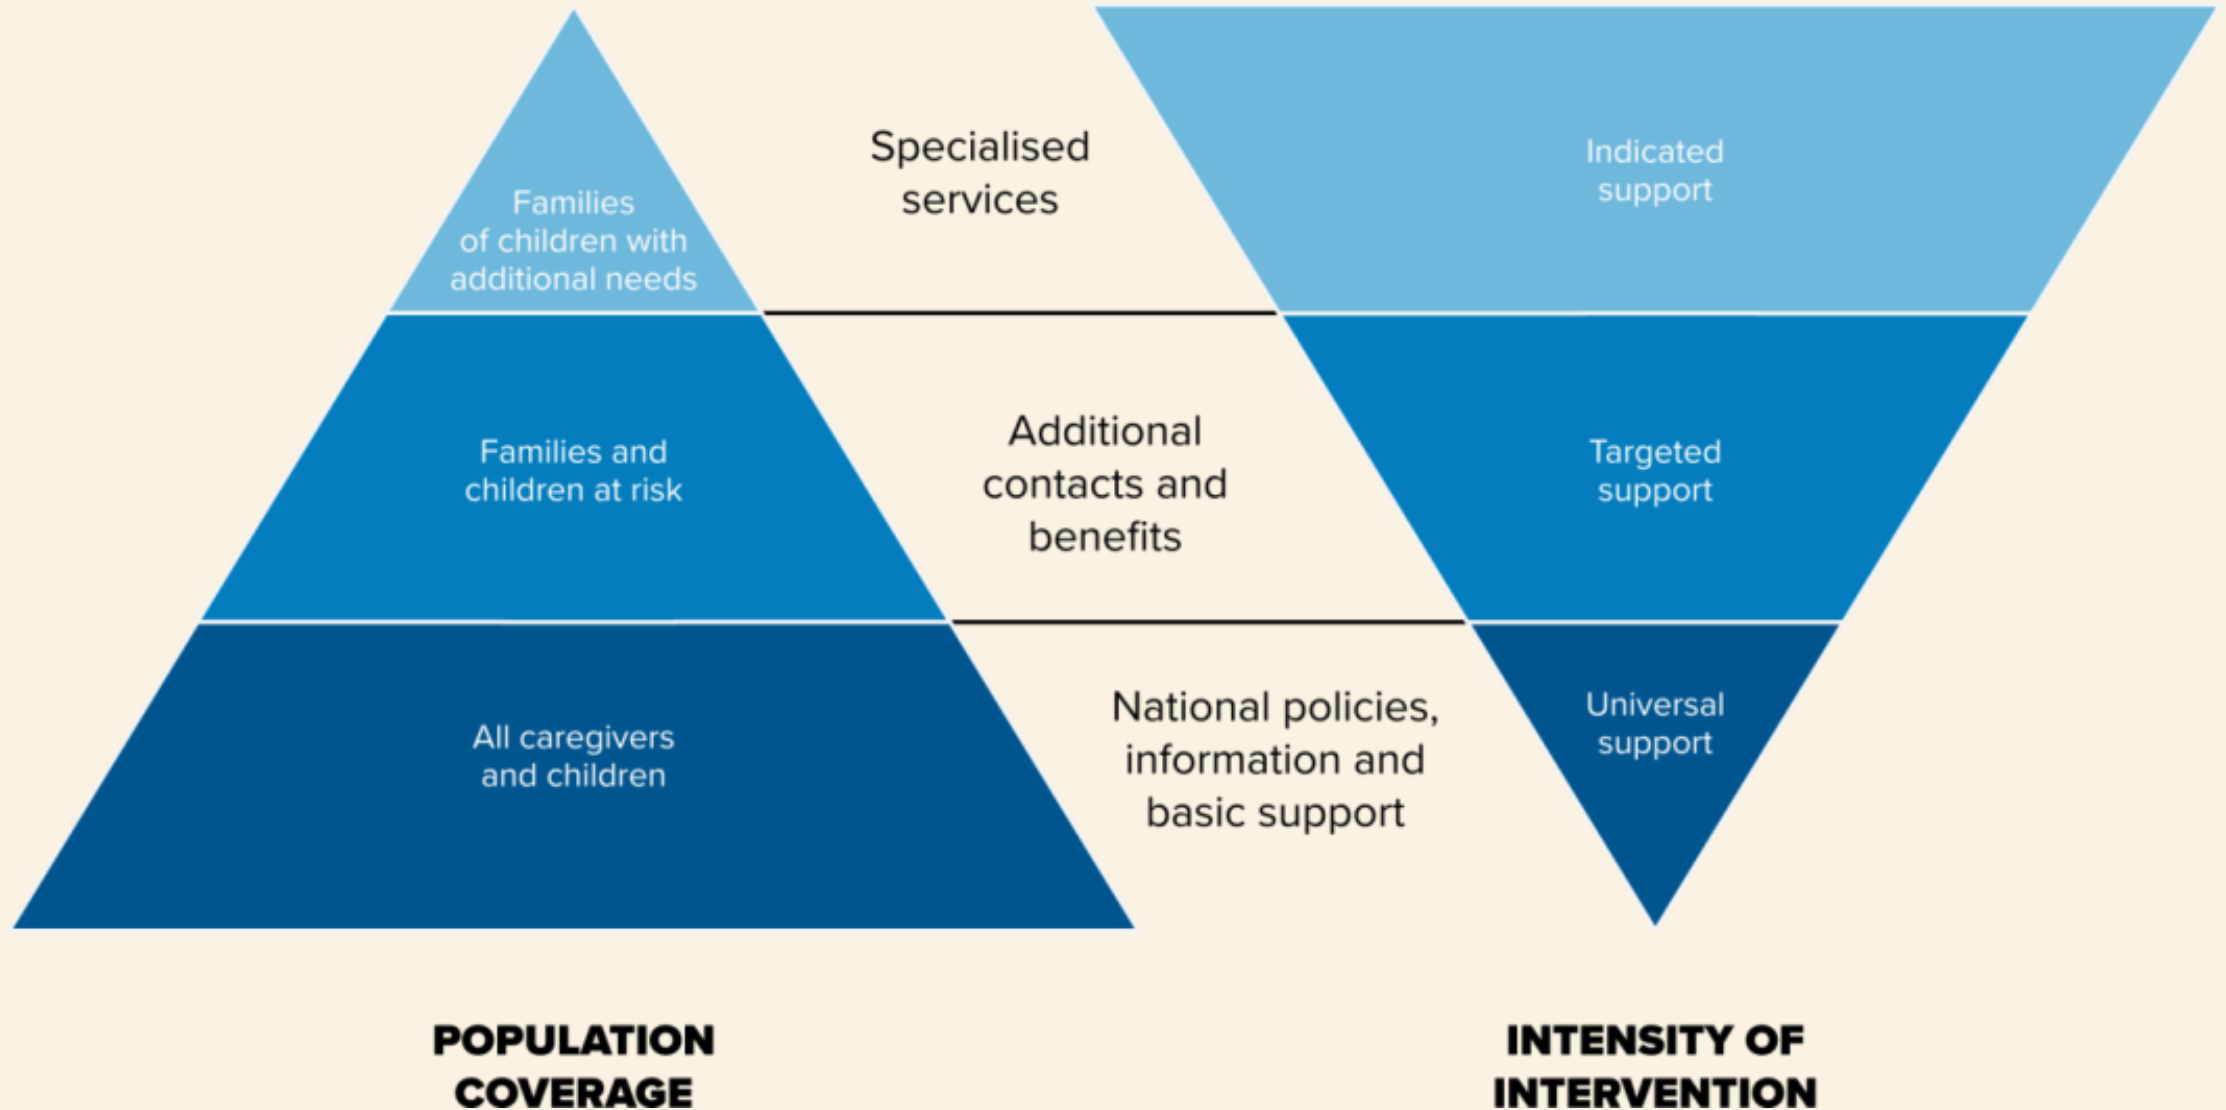 Families
of children with
additional needs
Specialised
services
Indicated
support
Families and
children at risk
Additional
contacts and
benefits
Targeted
support
All caregivers
and children
National policies,
information and
basic support
Universal
support
POPULATION
COVERAGE
INTENSITY OF
INTERVENTION